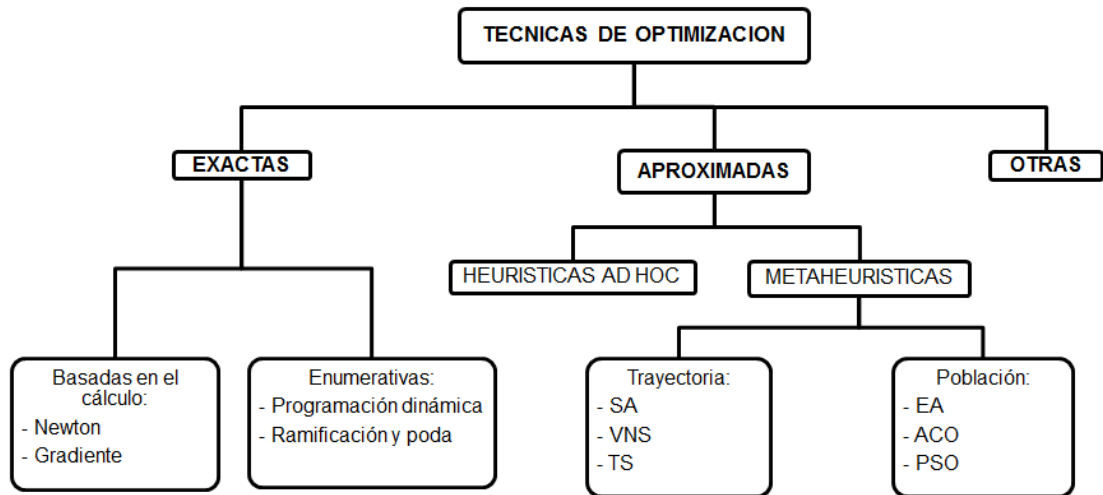 TECNICAS DE OPTIMIZACION
EXACTAS
APROXIMADAS
OTRAS
HEURISTICAS AD HOC
METAHEURISTICAS
Basadas en el
cálculo:
- Newton
- Gradiente
Enumerativas:
- Programación dinámica
- Ramificación y poda
Trayectoria:
- SA
- VNS
- TS
Población:
- EA
- ACO
- PSO